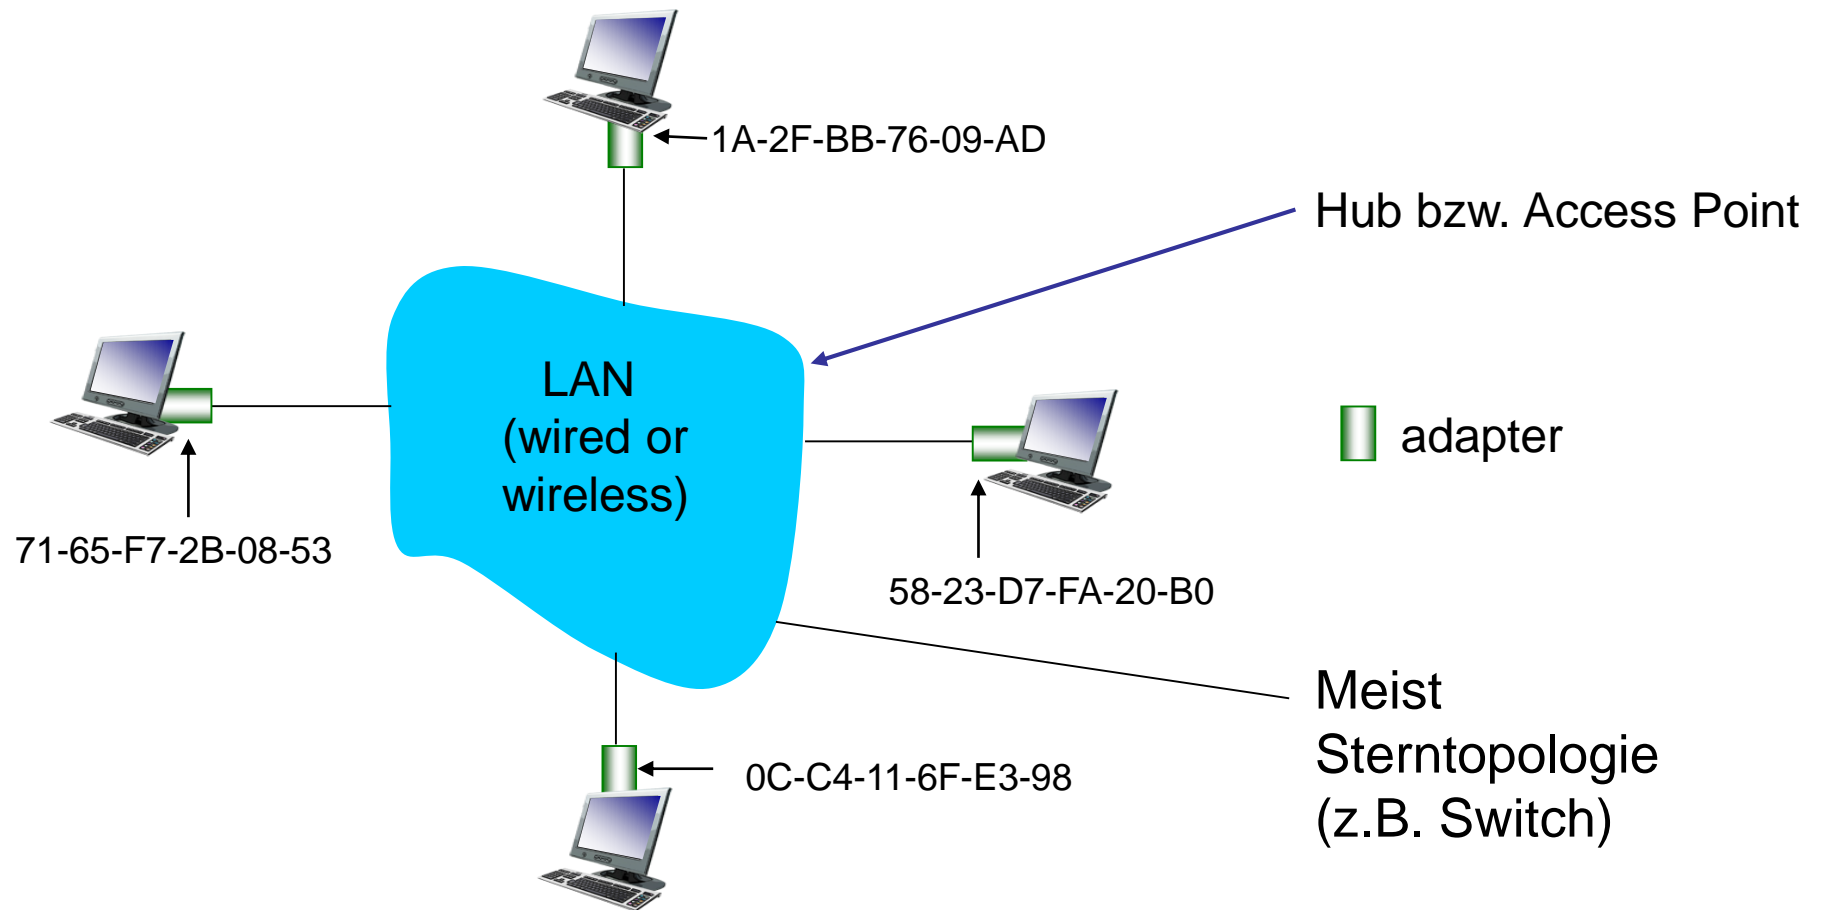 1A-2F-BB-76-09-AD
Hub bzw. Access Point
LAN
(wired or
wireless)
adapter
71-65-F7-2B-08-53
58-23-D7-FA-20-B0
Meist
Sterntopologie
(z.B. Switch)
0C-C4-11-6F-E3-98